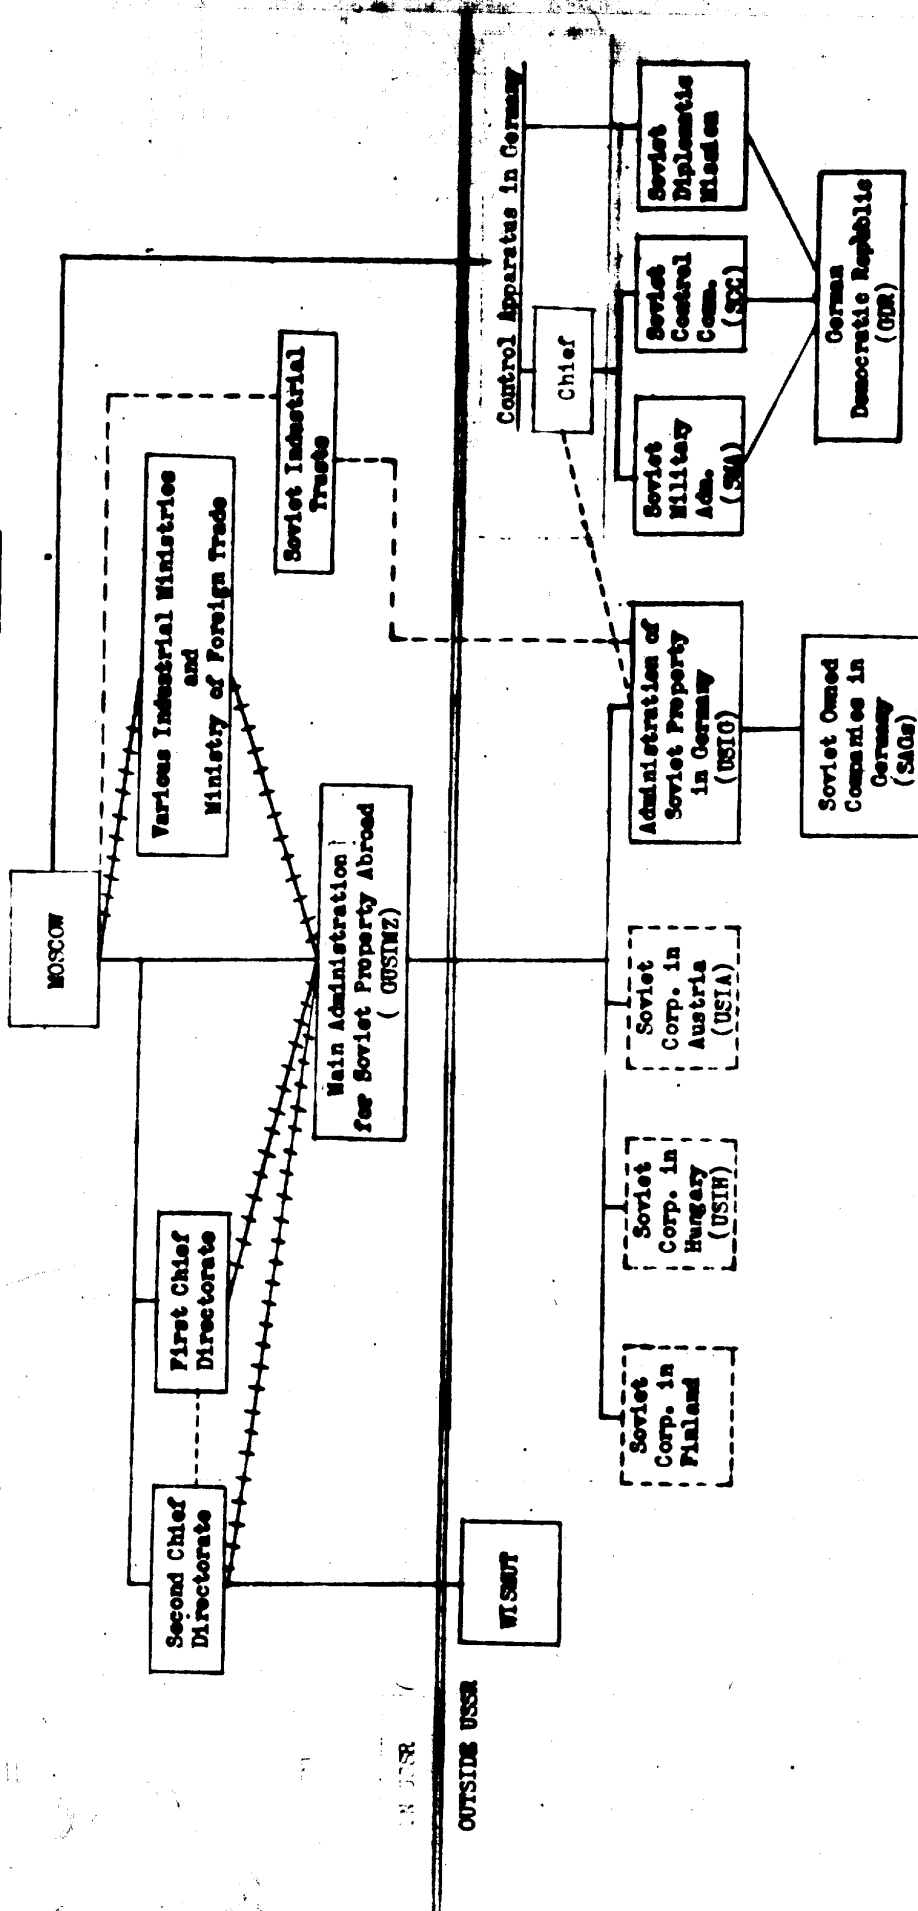 MOSCOW
Various Industrial Ministries
and
Ministry of Foreign Trade
Soviet Industrial
Trusts
Second Chief
Directorate
First Chief
Directorate
Main Administration
for Soviet Property Abroad
( GUSIMZ)
IN USSR
OUTSIDE USSR
WISMUT
Control Apparatus in Germany
Chief
Soviet
Corp. in
Finland
Soviet
Corp. in
Hungary
(USIH)
Soviet
Corp. in
Austria
(USIA)
Administration of
Soviet Property
in Germany
(USIG)
Soviet
Military
Adm.
(SMA)
Soviet
Control
Com.
(SCC)
Soviet
Diplomatic
Mission
Soviet Owned
Companies in
Germany
(SAGs)
German
Democratic Republic
(GDR)